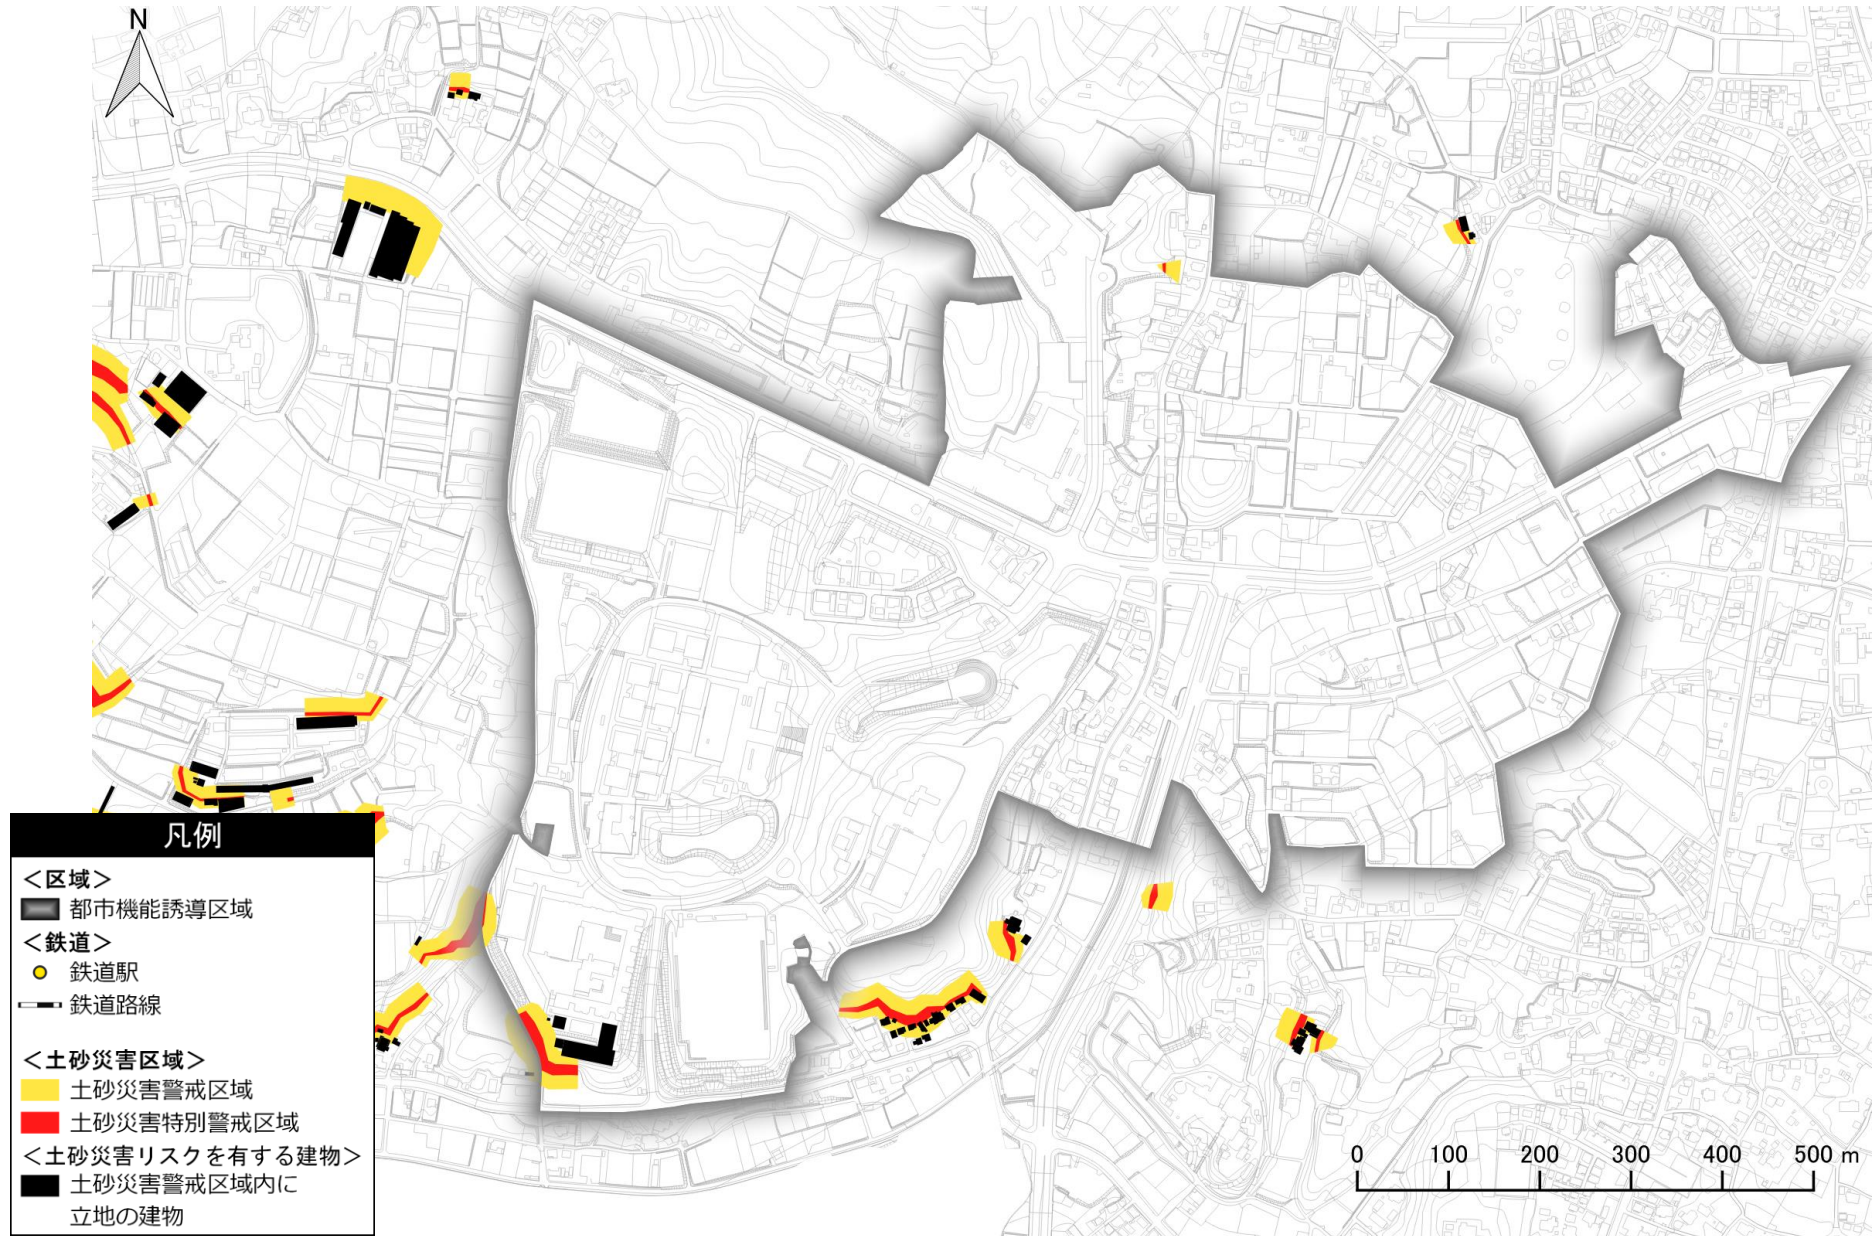 N
凡例
＜区域＞
都市機能誘導区域
＜鉄道＞
鉄道駅
鉄道路線
＜土砂災害区域＞
土砂災害警戒区域
土砂災害特別警戒区域
＜土砂災害リスクを有する建物＞
土砂災害警戒区域内に
立地の建物
0 100 200 300 400 500 m